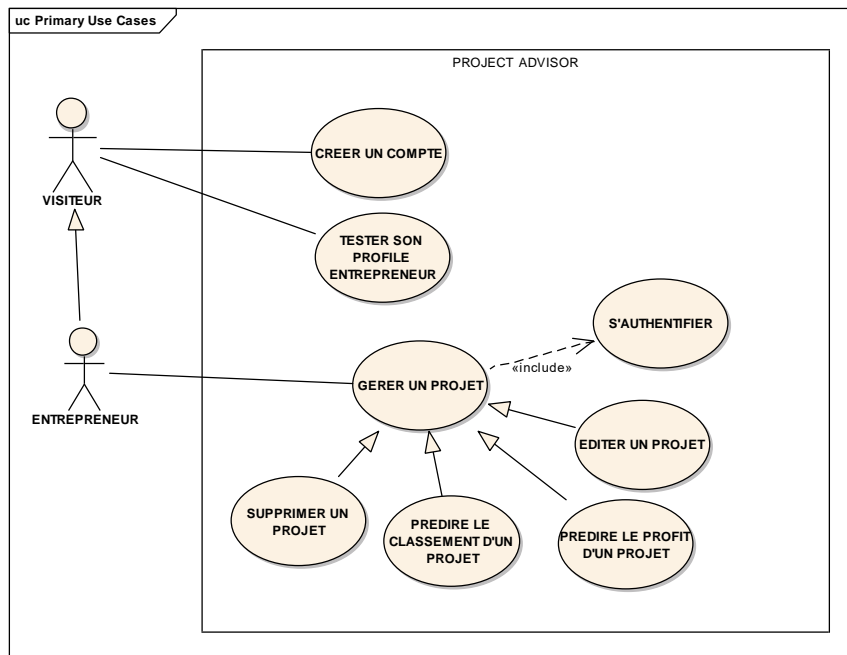 uc Primary Use Cases
PROJECT ADVISOR
CREER UN COMPTE
VISITEUR
TESTER SON
PROFILE
ENTREPRENEUR
S'AUTHENTIFIER
«include»
GERER UN PROJET
ENTREPRENEUR
EDITER UN PROJET
SUPPRIMER UN
PROJET
PREDIRE LE
CLASSEMENT D'UN
PROJET
PREDIRE LE PROFIT
D'UN PROJET